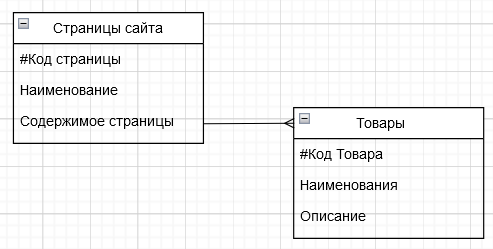 Страницы сайта
#Код страницы
Наименование
Содержимое страницы
Товары
#Код Товара
Наименования
Описание